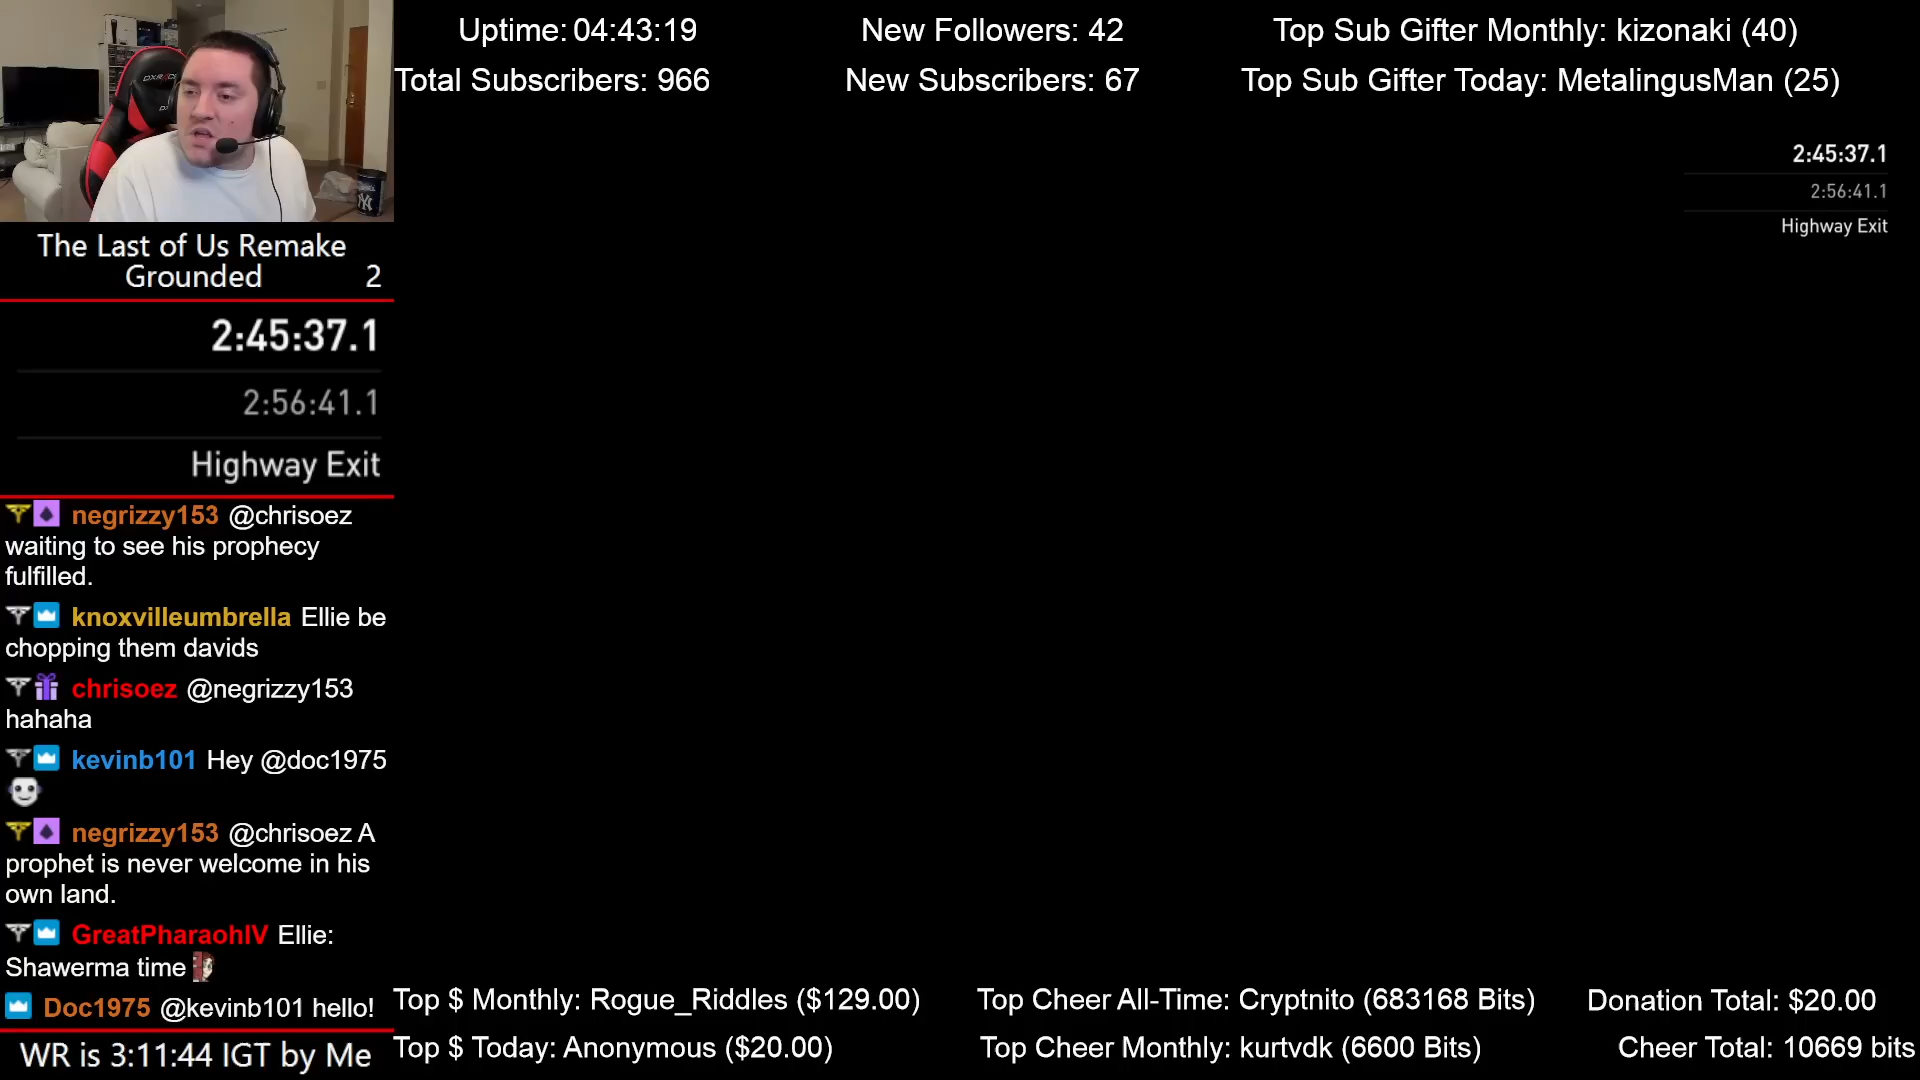 Uptime: 04:43:19
New Followers: 42
Top Sub Gifter Monthly: kizonaki (40)
Total Subscribers: 966
New Subscribers: 67
Top Sub Gifter Today: MetalingusMan (25)
2:45:37.1
2:56:41.1
Highway Exit
The Last of Us Remake
Grounded 2
2:45:37.1
2:56:41.1
Highway Exit
negrizzy153 @chrisoez
waiting to see his prophecy
fulfilled.
knoxvilleumbrella Ellie be
chopping them davids
chrisoez @negrizzy153
hahaha
kevinb101 Hey @doc1975
negrizzy153 @chrisoez A
prophet is never welcome in his
own land.
GreatPharaohIV Ellie:
Shawerma time
Doc1975 @kevinb101 hello!
WR is 3:11:44 IGT by Me
Top $ Monthly: Rogue_Riddles ($129.00)
Top Cheer All-Time: Cryptnito (683168 Bits)
Donation Total: $20.00
Top $ Today: Anonymous ($20.00)
Top Cheer Monthly: kurtvdk (6600 Bits)
Cheer Total: 10669 bits